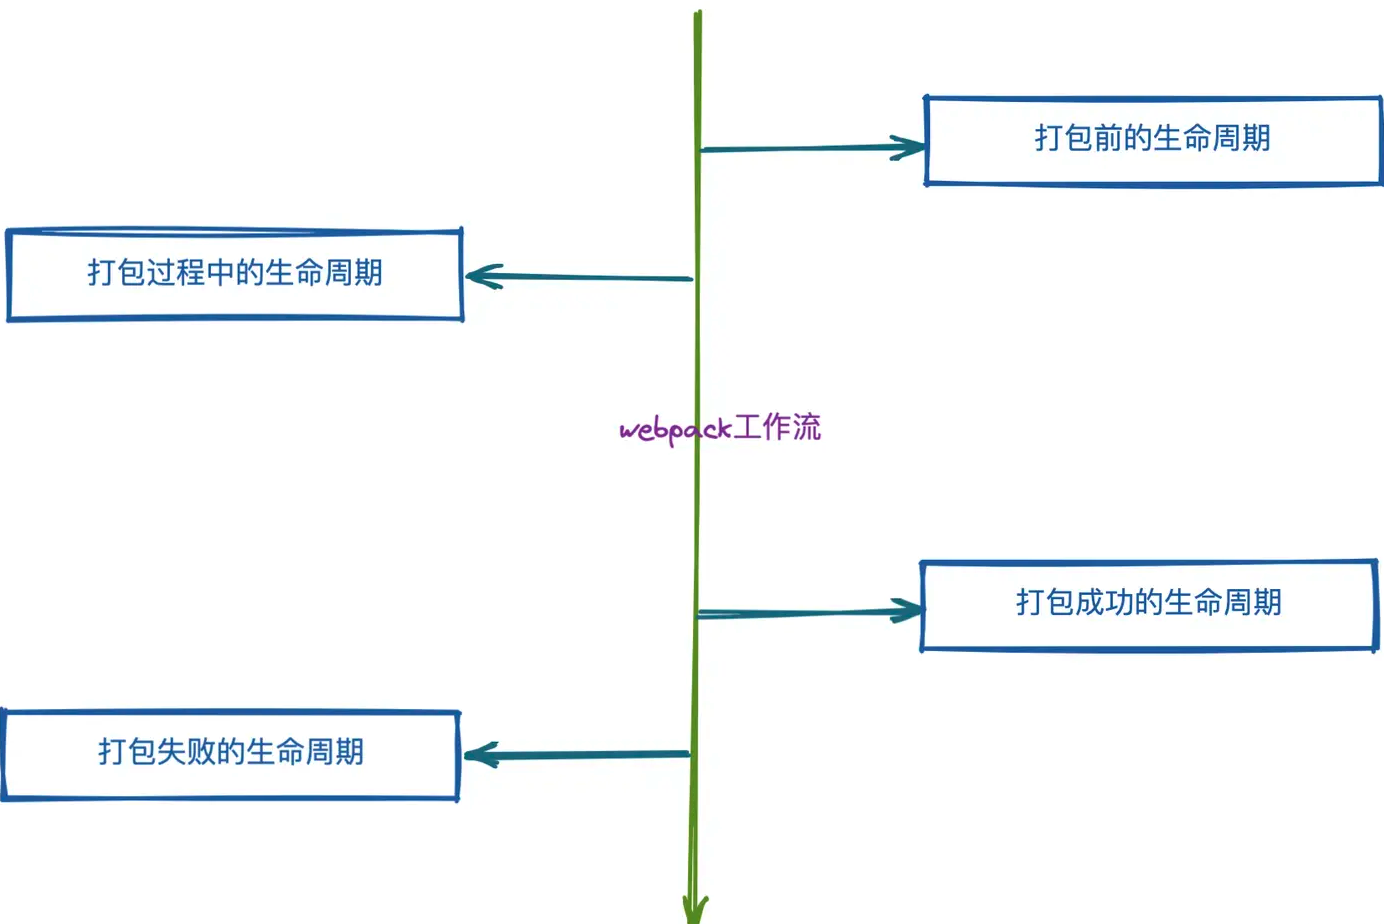 打包前的生命周期
打包过程中的生命周期
webpack工作流
打包成功的生命周期
打包失败的生命周期